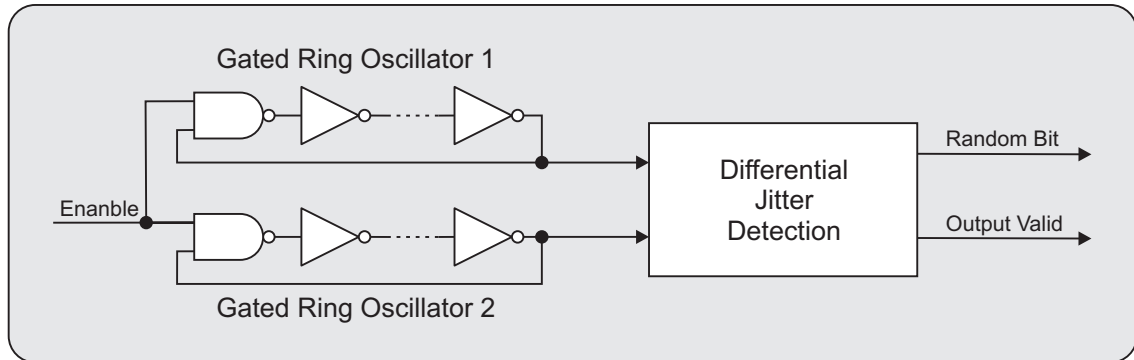 Gated Ring Oscillator 1
Enanble
Differential
Jitter
Detection
Random Bit
Output Valid
Gated Ring Oscillator 2